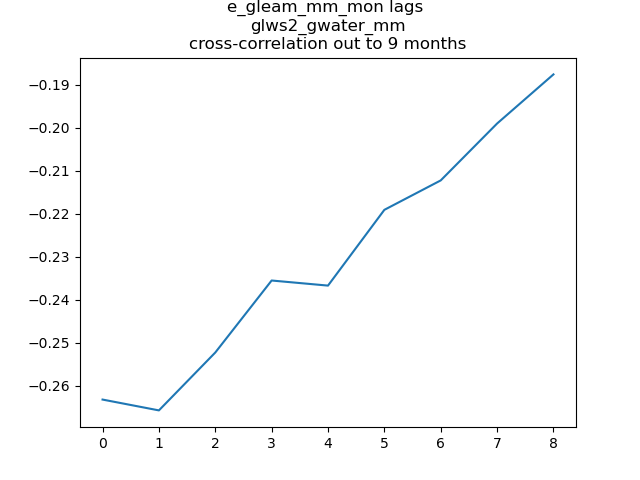 e_gleam_mm_mon lags
glws2_gwater_mm
cross-correlation out to 9 months
−0.19
−0.20
−0.21
−0.22
−0.23
−0.24
−0.25
−0.26
0 1 2 3 4 5 6 7 8